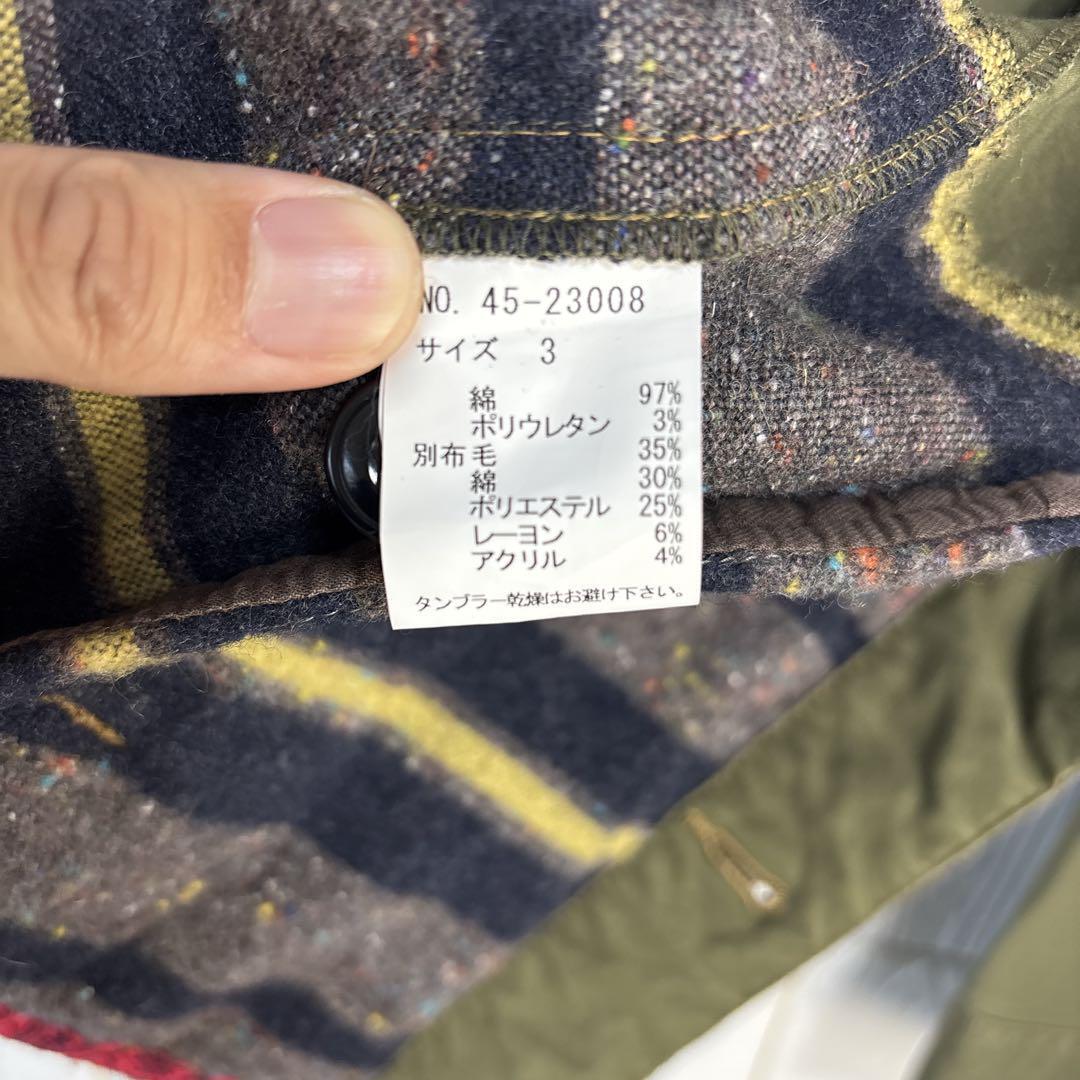 NO. 45-23008
サイズ 3
綿 97%
ポリウレタン 3%
別布 毛 35%
綿 30%
ポリエステル 25%
レーヨン 6%
アクリル 4%
タンブラー乾燥はお避け下さい。